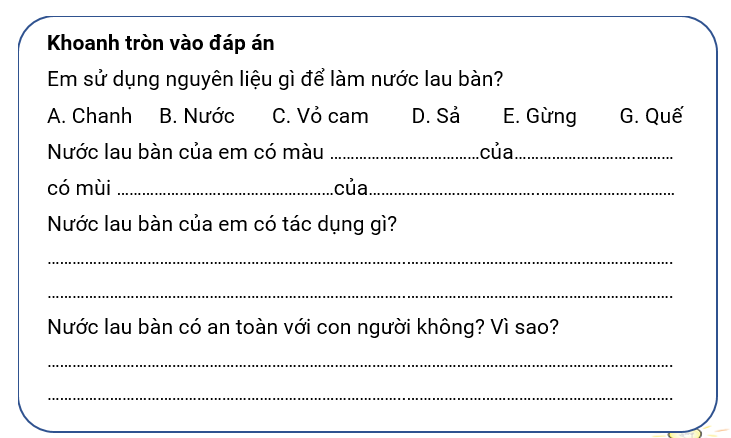 Khoanh tròn vào đáp án
Em sử dụng nguyên liệu gì để làm nước lau bàn?
A. Chanh B. Nước C. Vỏ cam D. Sả E. Gừng G. Quế
Nước lau bàn của em có màu ........................................của..........................................
có mùi ..........................................................của..................................................................................
Nước lau bàn của em có tác dụng gì?
Nước lau bàn có an toàn với con người không? Vì sao?